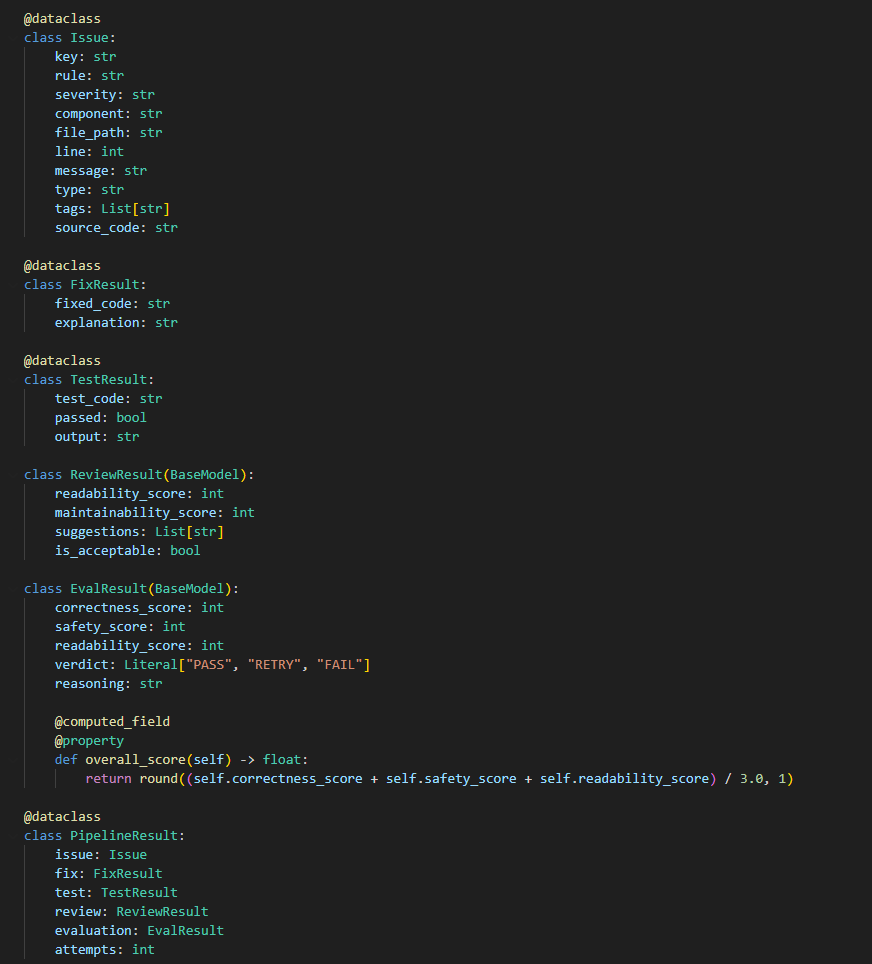 @dataclass
class Issue:
    key: str
    rule: str
    severity: str
    component: str
    file_path: str
    line: int
    message: str
    type: str
    tags: List[str]
    source_code: str

@dataclass
class FixResult:
    fixed_code: str
    explanation: str

@dataclass
class TestResult:
    test_code: str
    passed: bool
    output: str

class ReviewResult(BaseModel):
    readability_score: int
    maintainability_score: int
    suggestions: List[str]
    is_acceptable: bool

class EvalResult(BaseModel):
    correctness_score: int
    safety_score: int
    readability_score: int
    verdict: Literal["PASS", "RETRY", "FAIL"]
    reasoning: str

    @computed_field
    @property
    def overall_score(self) -> float:
        return round((self.correctness_score + self.safety_score + self.readability_score) / 3.0, 1)

@dataclass
class PipelineResult:
    issue: Issue
    fix: FixResult
    test: TestResult
    review: ReviewResult
    evaluation: EvalResult
    attempts: int